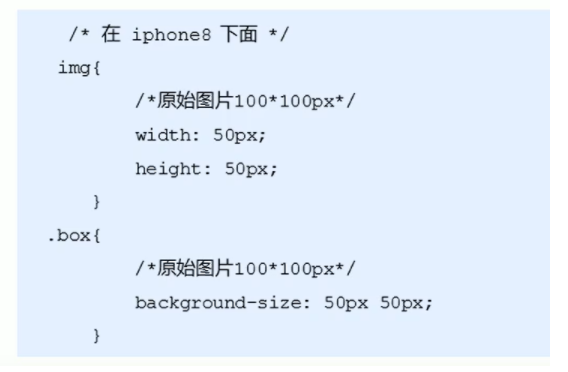 /* 在 iphone8 下面 */
img{
/*原始图片100*100px*/
width: 50px;
height: 50px;
}
.box{
/*原始图片100*100px*/
background-size: 50px 50px;
}